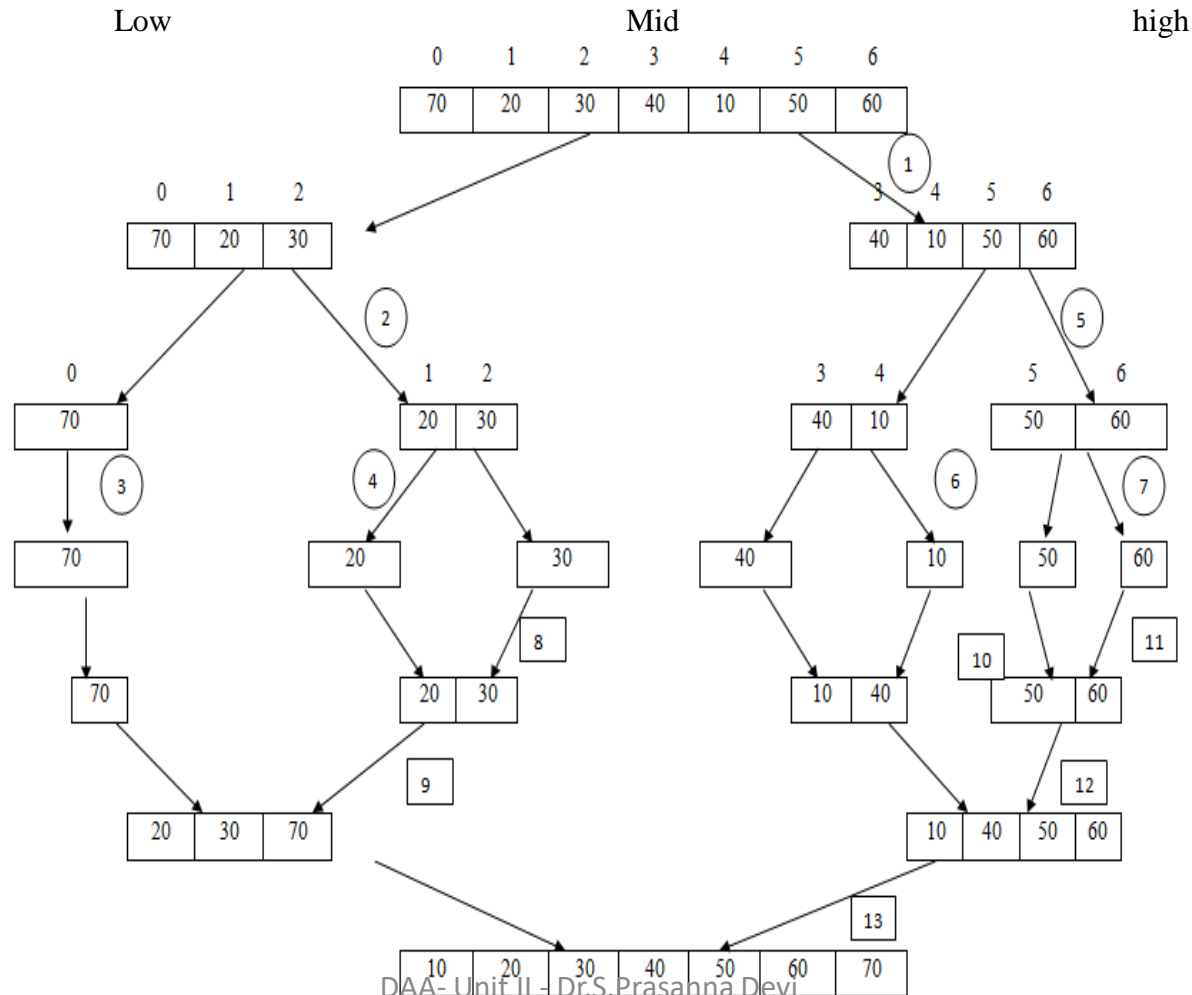 Low Mid high
0 1 2 3 4 5 6
70 20 30 40 10 50 60
1
0 1 2 3 4 5 6
70 20 30 40 10 50 60
2 5
0 1 2 3 4 5 6
70 20 30 40 10 50 60
3 4 6 7
70 20 30 40 10 50 60
8 10 11
70 20 30 10 40 50 60
9 12
20 30 70 10 40 50 60
13
10 20 30 40 50 60 70
DAA- Unit II - Dr.S.Prasanna Devi